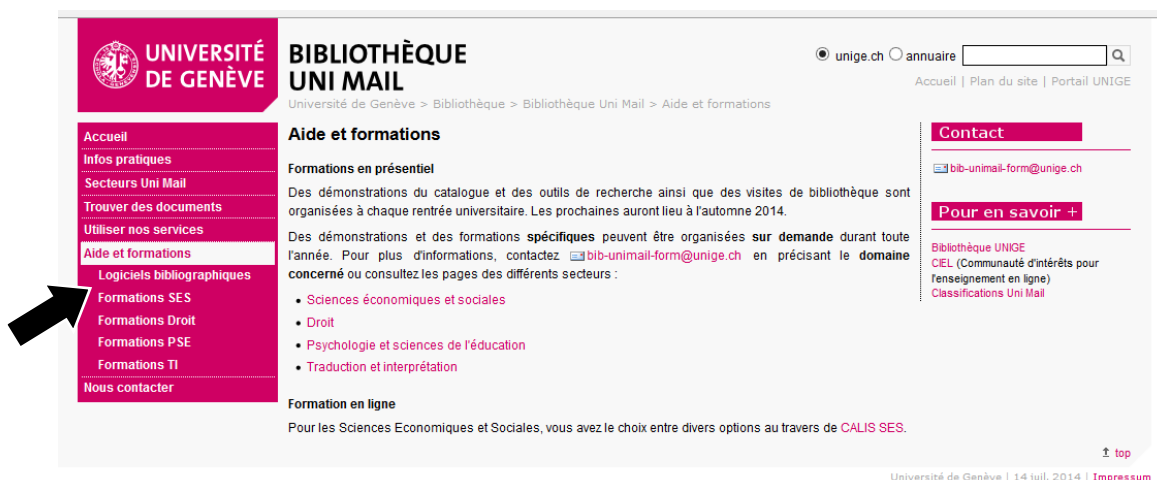 UNIVERSITÉ
DE GENÈVE
BIBLIOTHÈQUE
UNI MAIL
unige.ch annuaire
Accueil | Plan du site | Portail UNIGE
Université de Genève > Bibliothèque > Bibliothèque Uni Mail > Aide et formations
Accueil
Infos pratiques
Secteurs Uni Mail
Trouver des documents
Utiliser nos services
Aide et formations
Logiciels bibliographiques
Formations SES
Formations Droit
Formations PSE
Formations TI
Nous contacter
Aide et formations
Formations en présentiel
Des démonstrations du catalogue et des outils de recherche ainsi que des visites de bibliothèque sont
organisées à chaque rentrée universitaire. Les prochaines auront lieu à l'automne 2014.
Des démonstrations et des formations spécifiques peuvent être organisées sur demande durant toute
l'année. Pour plus d'informations, contactez bib-unimail-form@unige.ch en précisant le domaine
concerné ou consultez les pages des différents secteurs :
• Sciences économiques et sociales
• Droit
• Psychologie et sciences de l'éducation
• Traduction et interprétation
Formation en ligne
Pour les Sciences Economiques et Sociales, vous avez le choix entre divers options au travers de CALIS SES.
Contact
bib-unimail-form@unige.ch
Pour en savoir +
Bibliothèque UNIGE
CIEL (Communauté d'intérêts pour
l'enseignement en ligne)
Classifications Uni Mail
top
Université de Genève | 14 juil. 2014 | Impressum